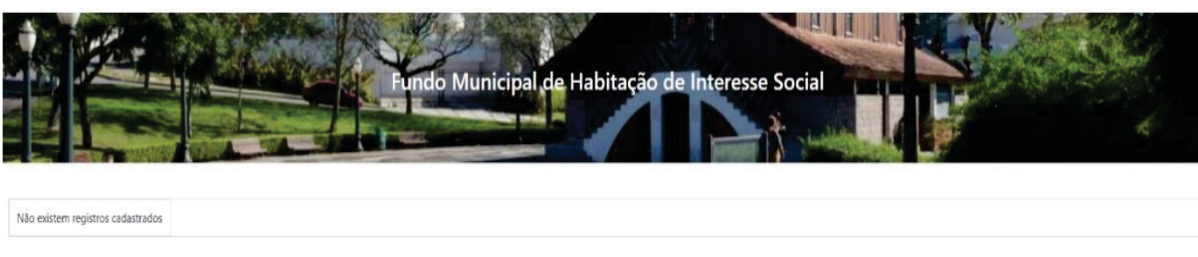 Fundo Municipal de Habitação de Interesse Social
Não existem registros cadastrados